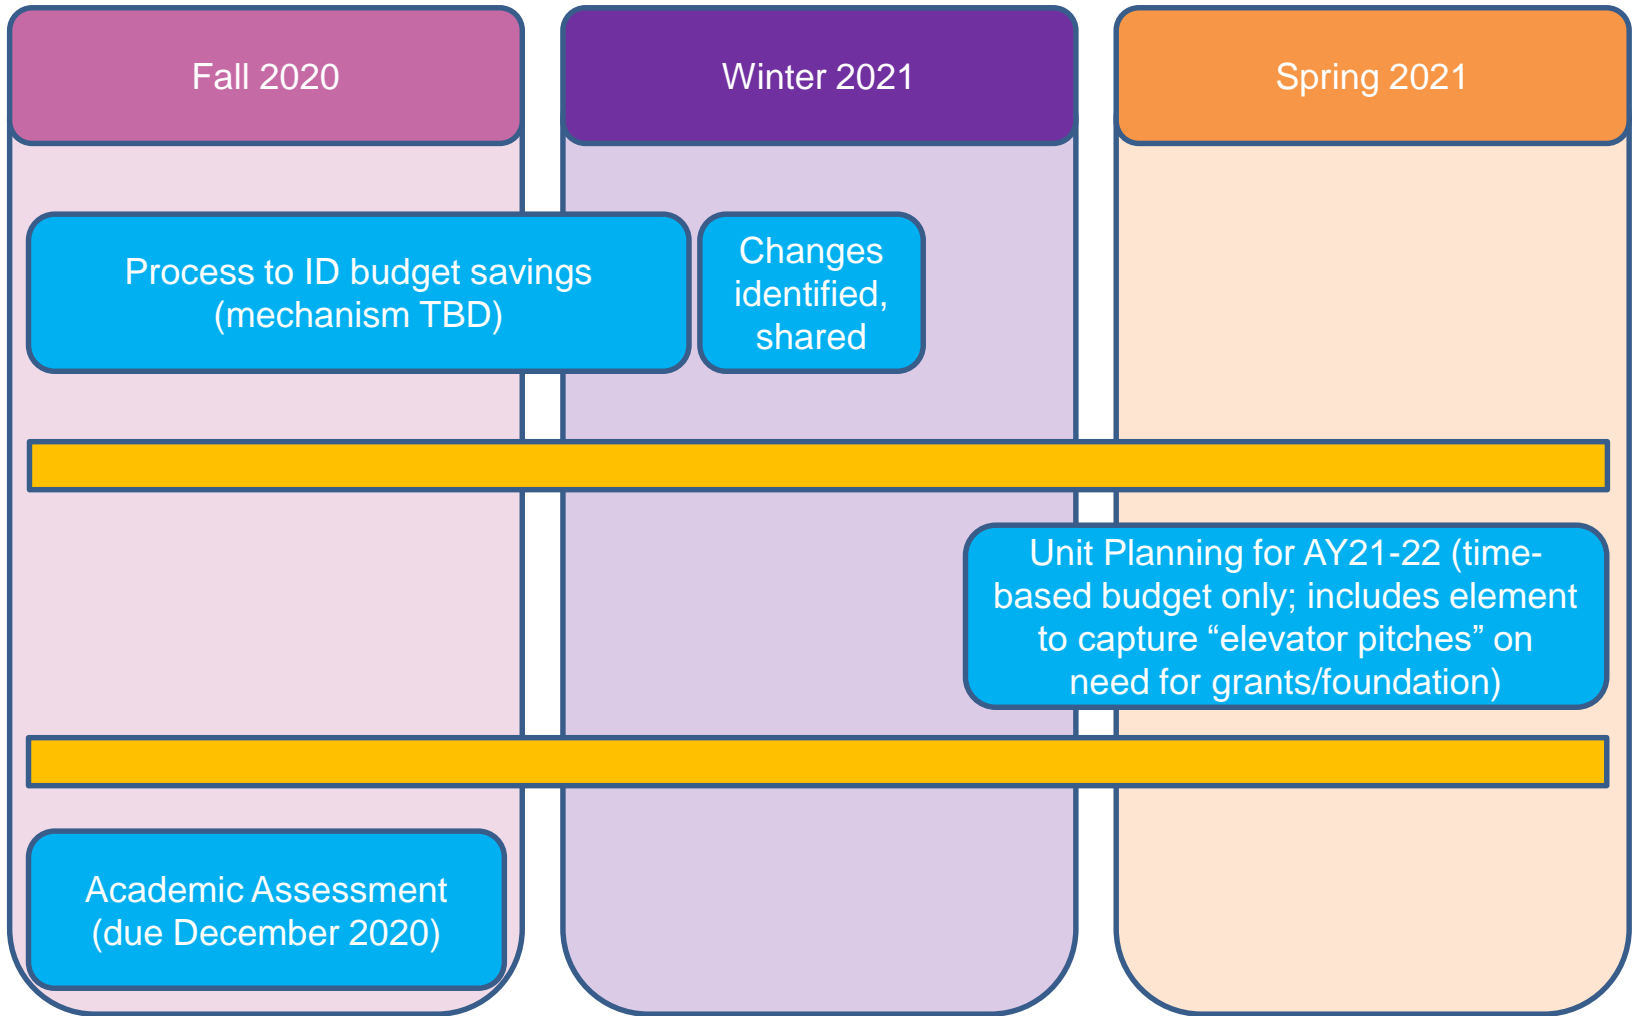 Fall 2020
Winter 2021
Spring 2021
Process to ID budget savings
(mechanism TBD)
Changes
identified,
shared
Unit Planning for AY21-22 (time-
based budget only; includes element
to capture “elevator pitches” on
need for grants/foundation)
Academic Assessment
(due December 2020)